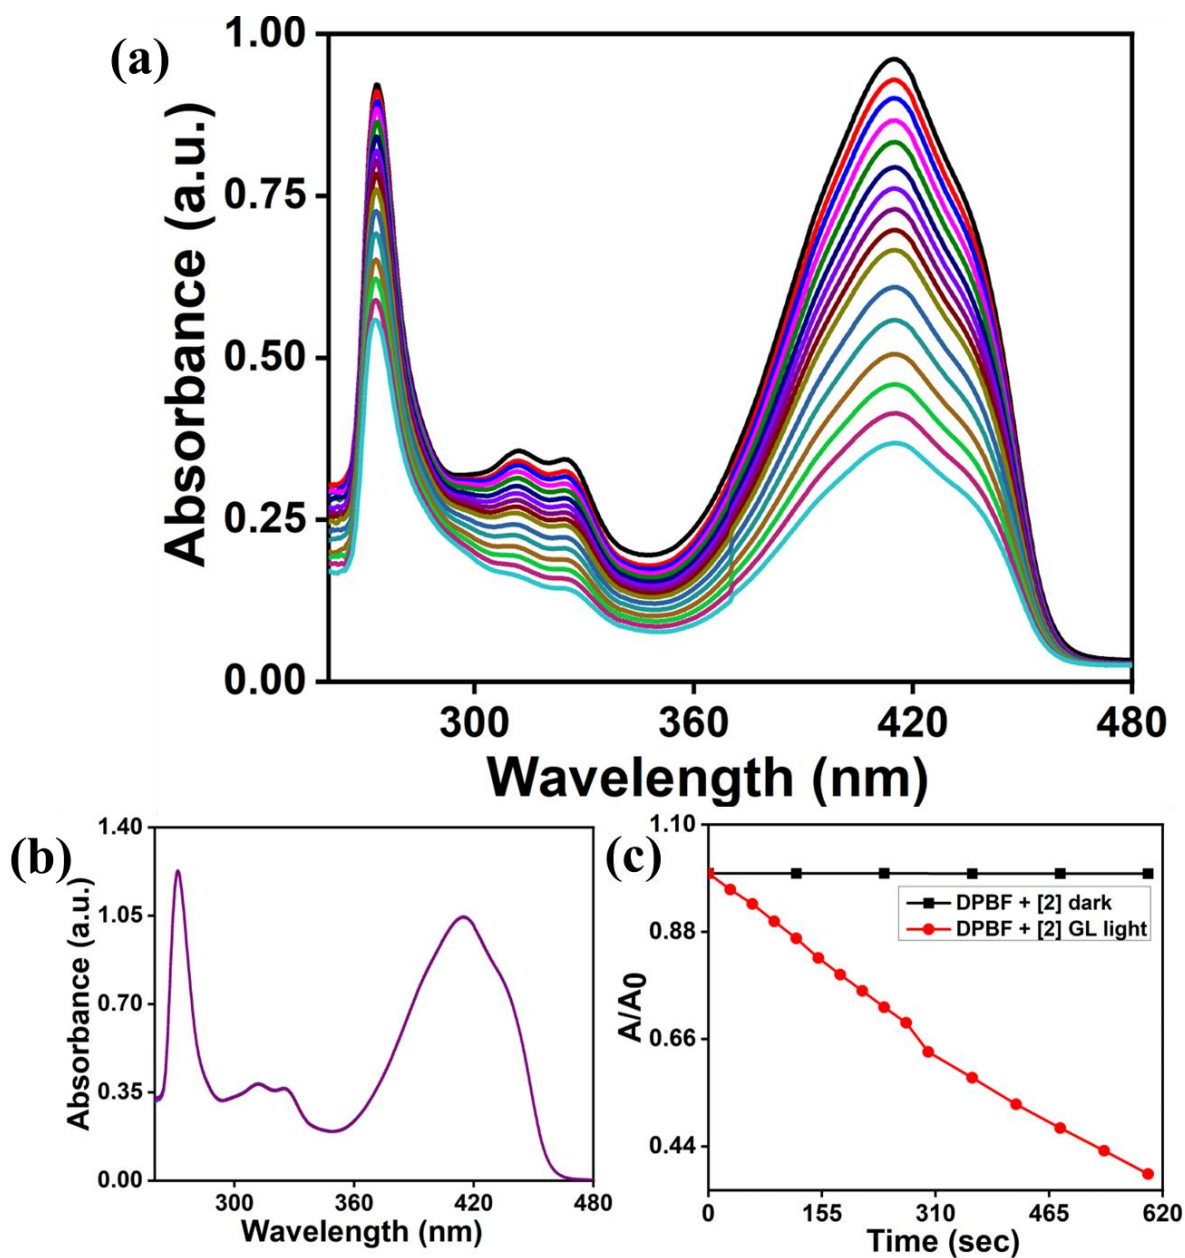 (a)
Absorbance (a.u.)
1.00
0.75
0.50
0.25
0.00
300 360 420 480
Wavelength (nm)
(b)
Absorbance (a.u.)
1.40
1.05
0.70
0.35
0.00
300 360 420 480
Wavelength (nm)
(c)
A/A0
1.10
0.88
0.66
0.44
DPBF + [2] dark
DPBF + [2] GL light
0 155 310 465 620
Time (sec)